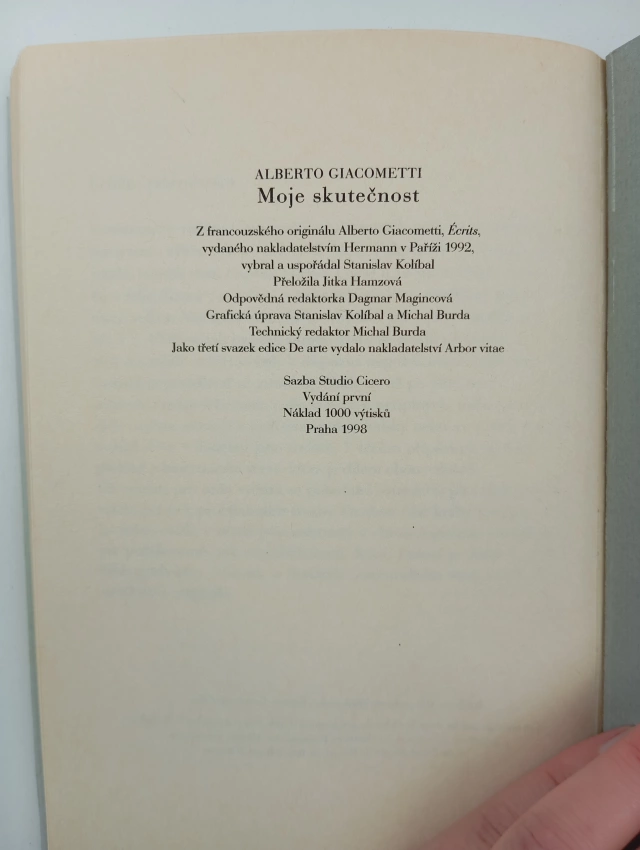 ALBERTO GIACOMETTI
Moje skutečnost
Z francouzského originálu Alberto Giacometti, Écrits,
vydaného nakladatelstvím Hermann v Paříži 1992,
vybral a uspořádal Stanislav Kolíbal
Přeložila Jitka Hamzová
Odpovědná redaktorka Dagmar Magincová
Grafická úprava Stanislav Kolíbal a Michal Burda
Technický redaktor Michal Burda
Jako třetí svazek edice De arte vydalo nakladatelství Arbor vitae
Sazba Studio Cicero
Vydání první
Náklad 1000 výtisků
Praha 1998